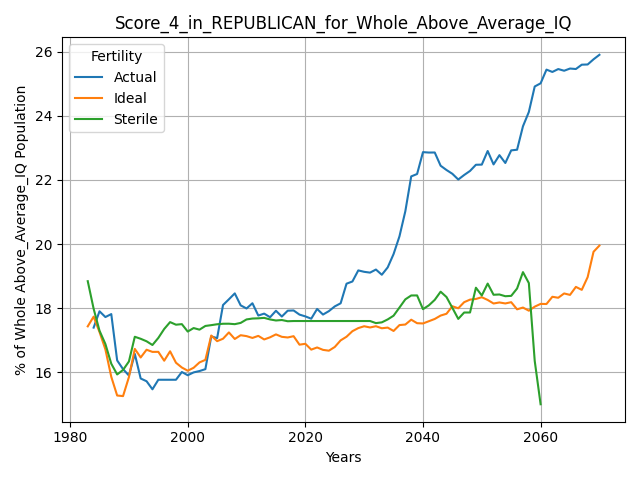 Score_4_in_REPUBLICAN_for_Whole_Above_Average_IQ
% of Whole Above_Average_IQ Population
26
24
22
20
18
16
Fertility
Actual
Ideal
Sterile
1980
2000
2020
2040
2060
Years